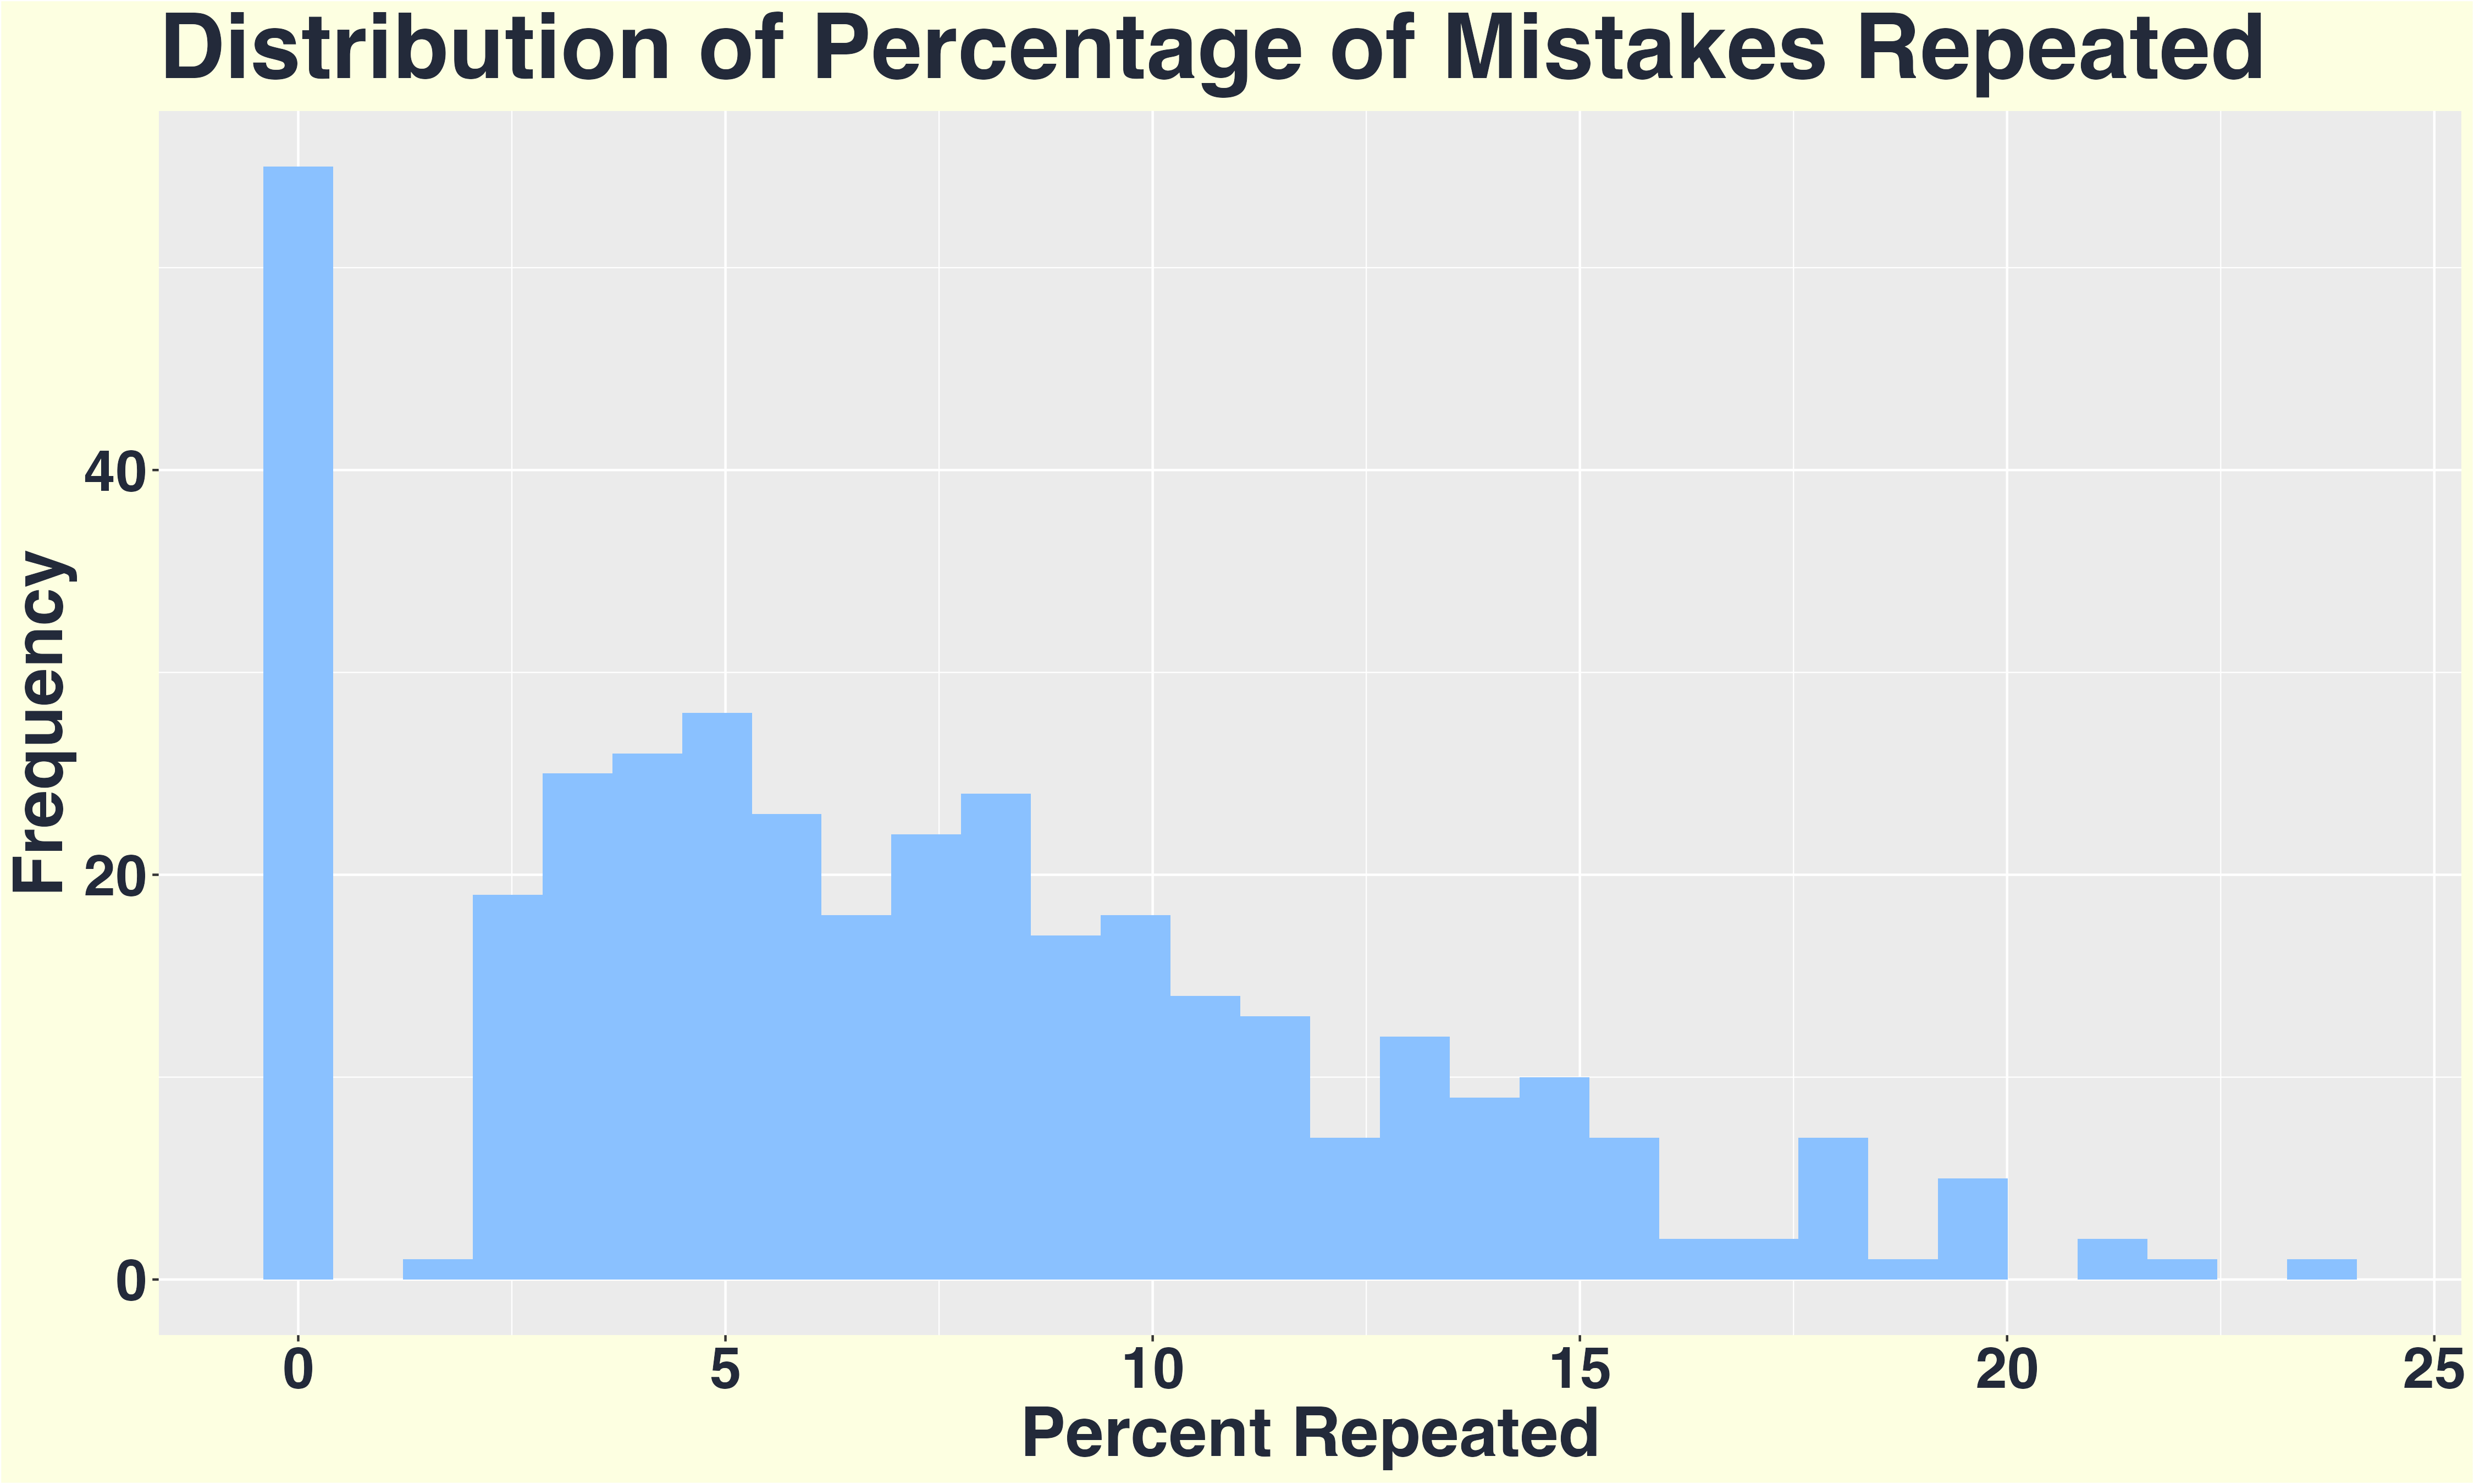 Distribution of Percentage of Mistakes Repeated
Frequency
40
20
0
0 5 10 15 20 25
Percent Repeated